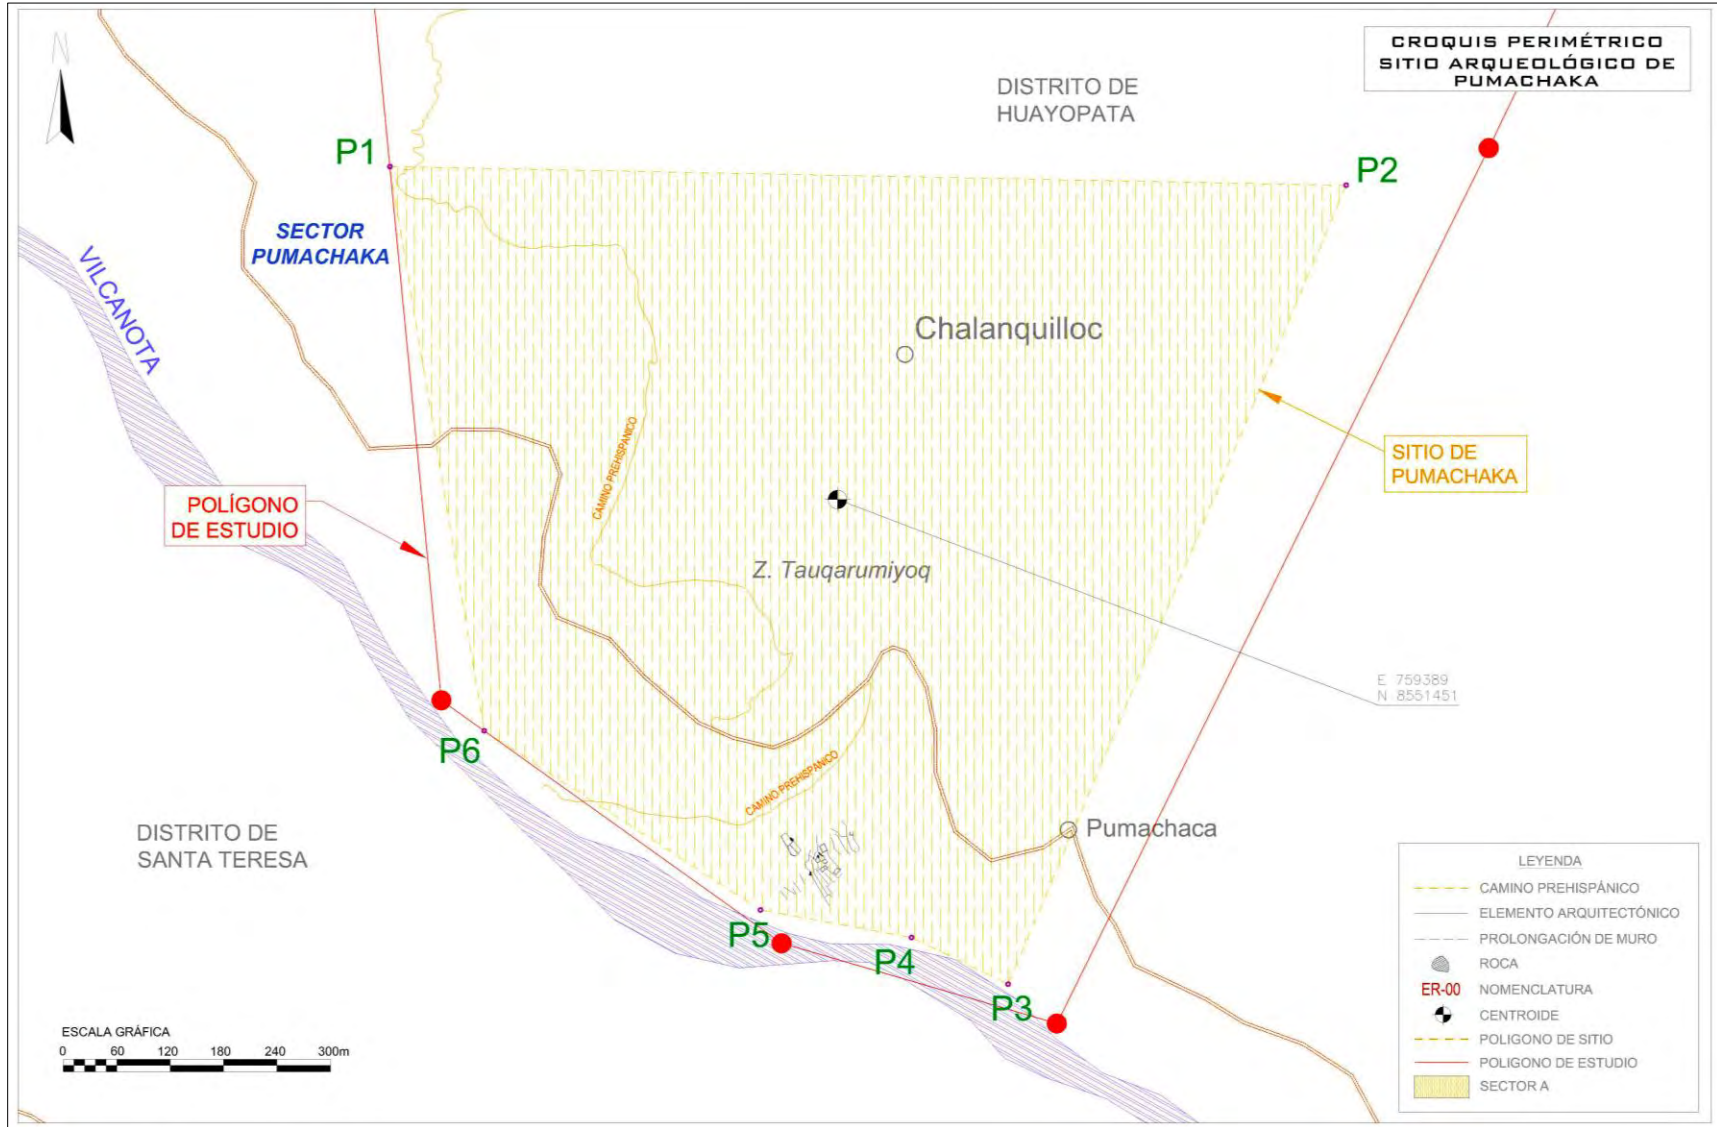 N
CROQUIS PERIMÉTRICO
SITIO ARQUEOLÓGICO DE
PUMACHAKA
DISTRITO DE
HUAYOPATA
P1
P2
SECTOR
PUMACHAKA
VILCANOTA
Chalanquilloc
CAMINO PREHISPANICO
SITIO DE
PUMACHAKA
POLÍGONO
DE ESTUDIO
Z. Tauqarumiyoq
E 759389
N 8551451
P6
CAMINO PREHISPANICO
DISTRITO DE
SANTA TERESA
Pumachaca
P5
P4
P3
ESCALA GRÁFICA
0 60 120 180 240 300m
LEYENDA
CAMINO PREHISPÁNICO
ELEMENTO ARQUITECTÓNICO
PROLONGACIÓN DE MURO
ROCA
ER-00 NOMENCLATURA
CENTROIDE
POLIGONO DE SITIO
POLIGONO DE ESTUDIO
SECTOR A